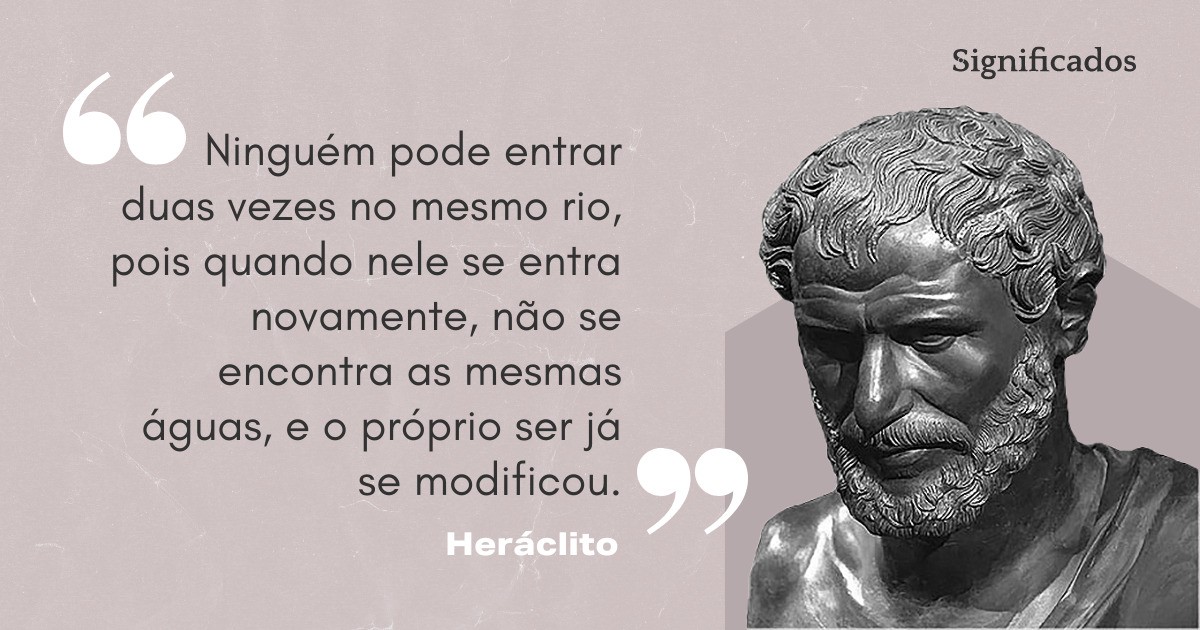 Significados
Ninguém pode entrar
duas vezes no mesmo rio,
pois quando nele se entra
novamente, não se
encontra as mesmas
águas, e o próprio ser já
se modificou.
Heráclito